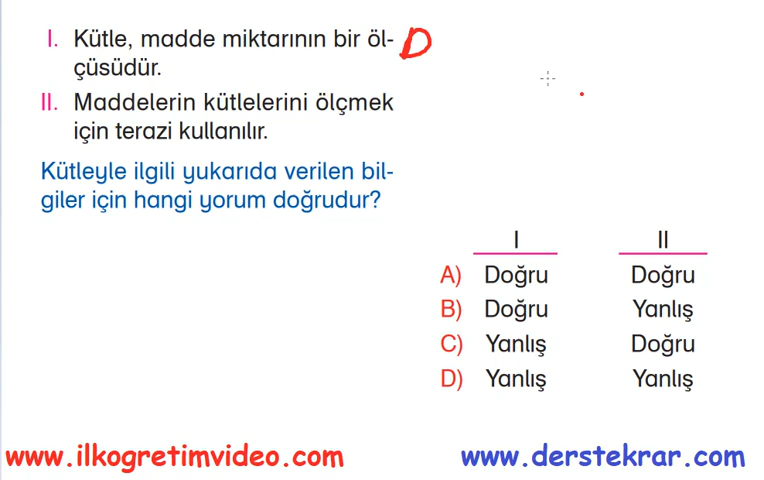 I. Kütle, madde miktarının bir öl- D
çüsüdür.
II. Maddelerin kütlelerini ölçmek
için terazi kullanılır.
Kütleyle ilgili yukarıda verilen bil-
giler için hangi yorum doğrudur?
I II
A) Doğru Doğru
B) Doğru Yanlış
C) Yanlış Doğru
D) Yanlış Yanlış
www.ilkogretimvideo.com www.derstekrar.com